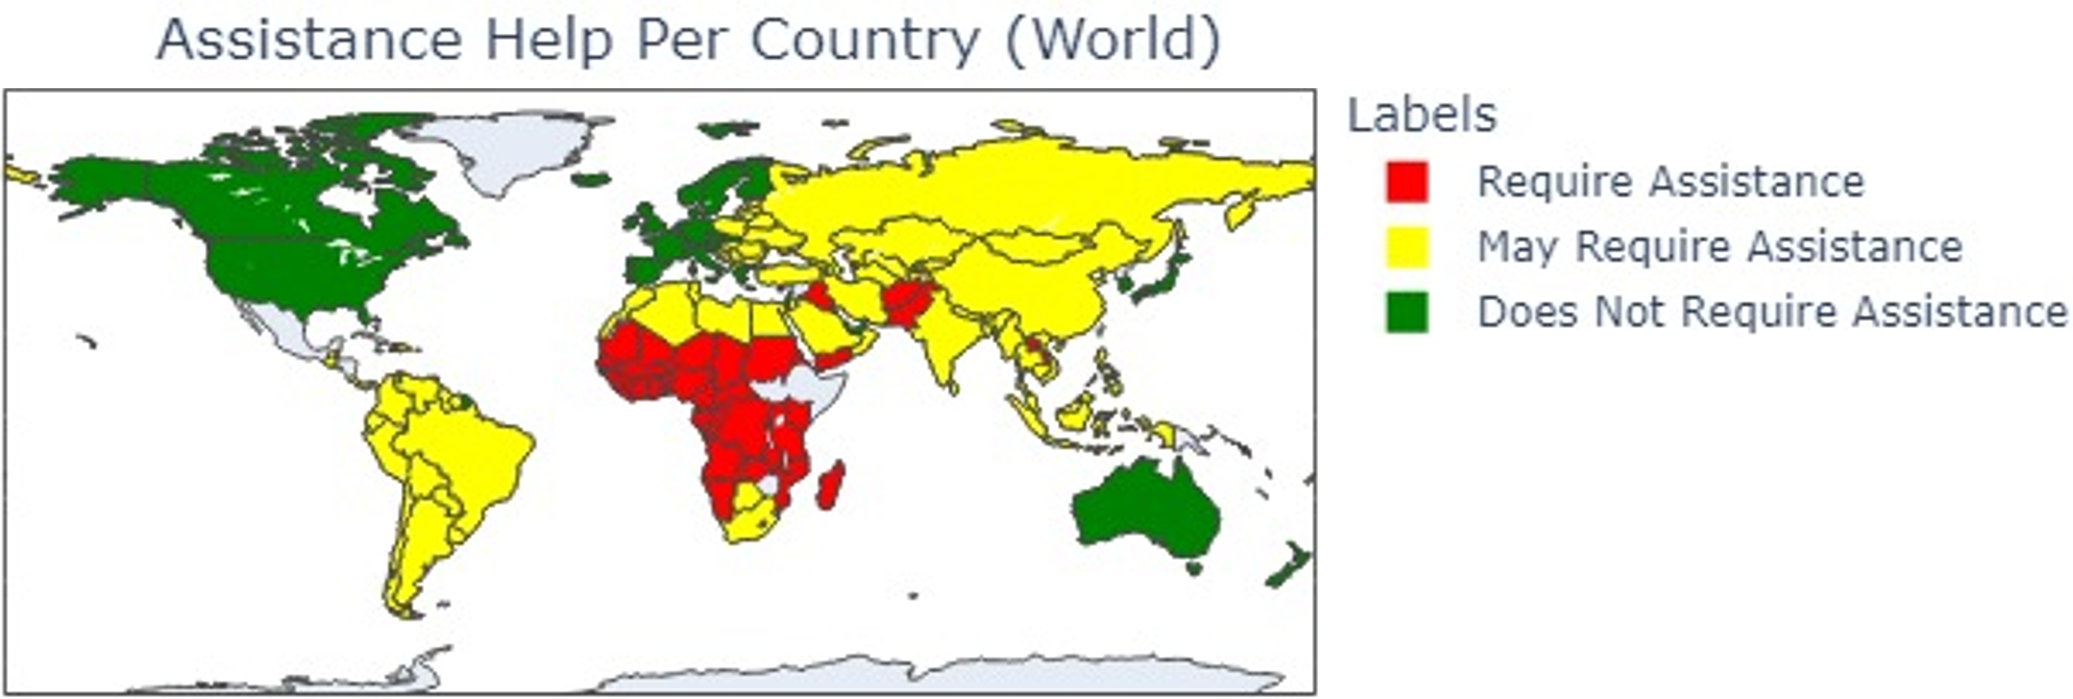 Assistance Help Per Country (World)
Labels
Require Assistance
May Require Assistance
Does Not Require Assistance